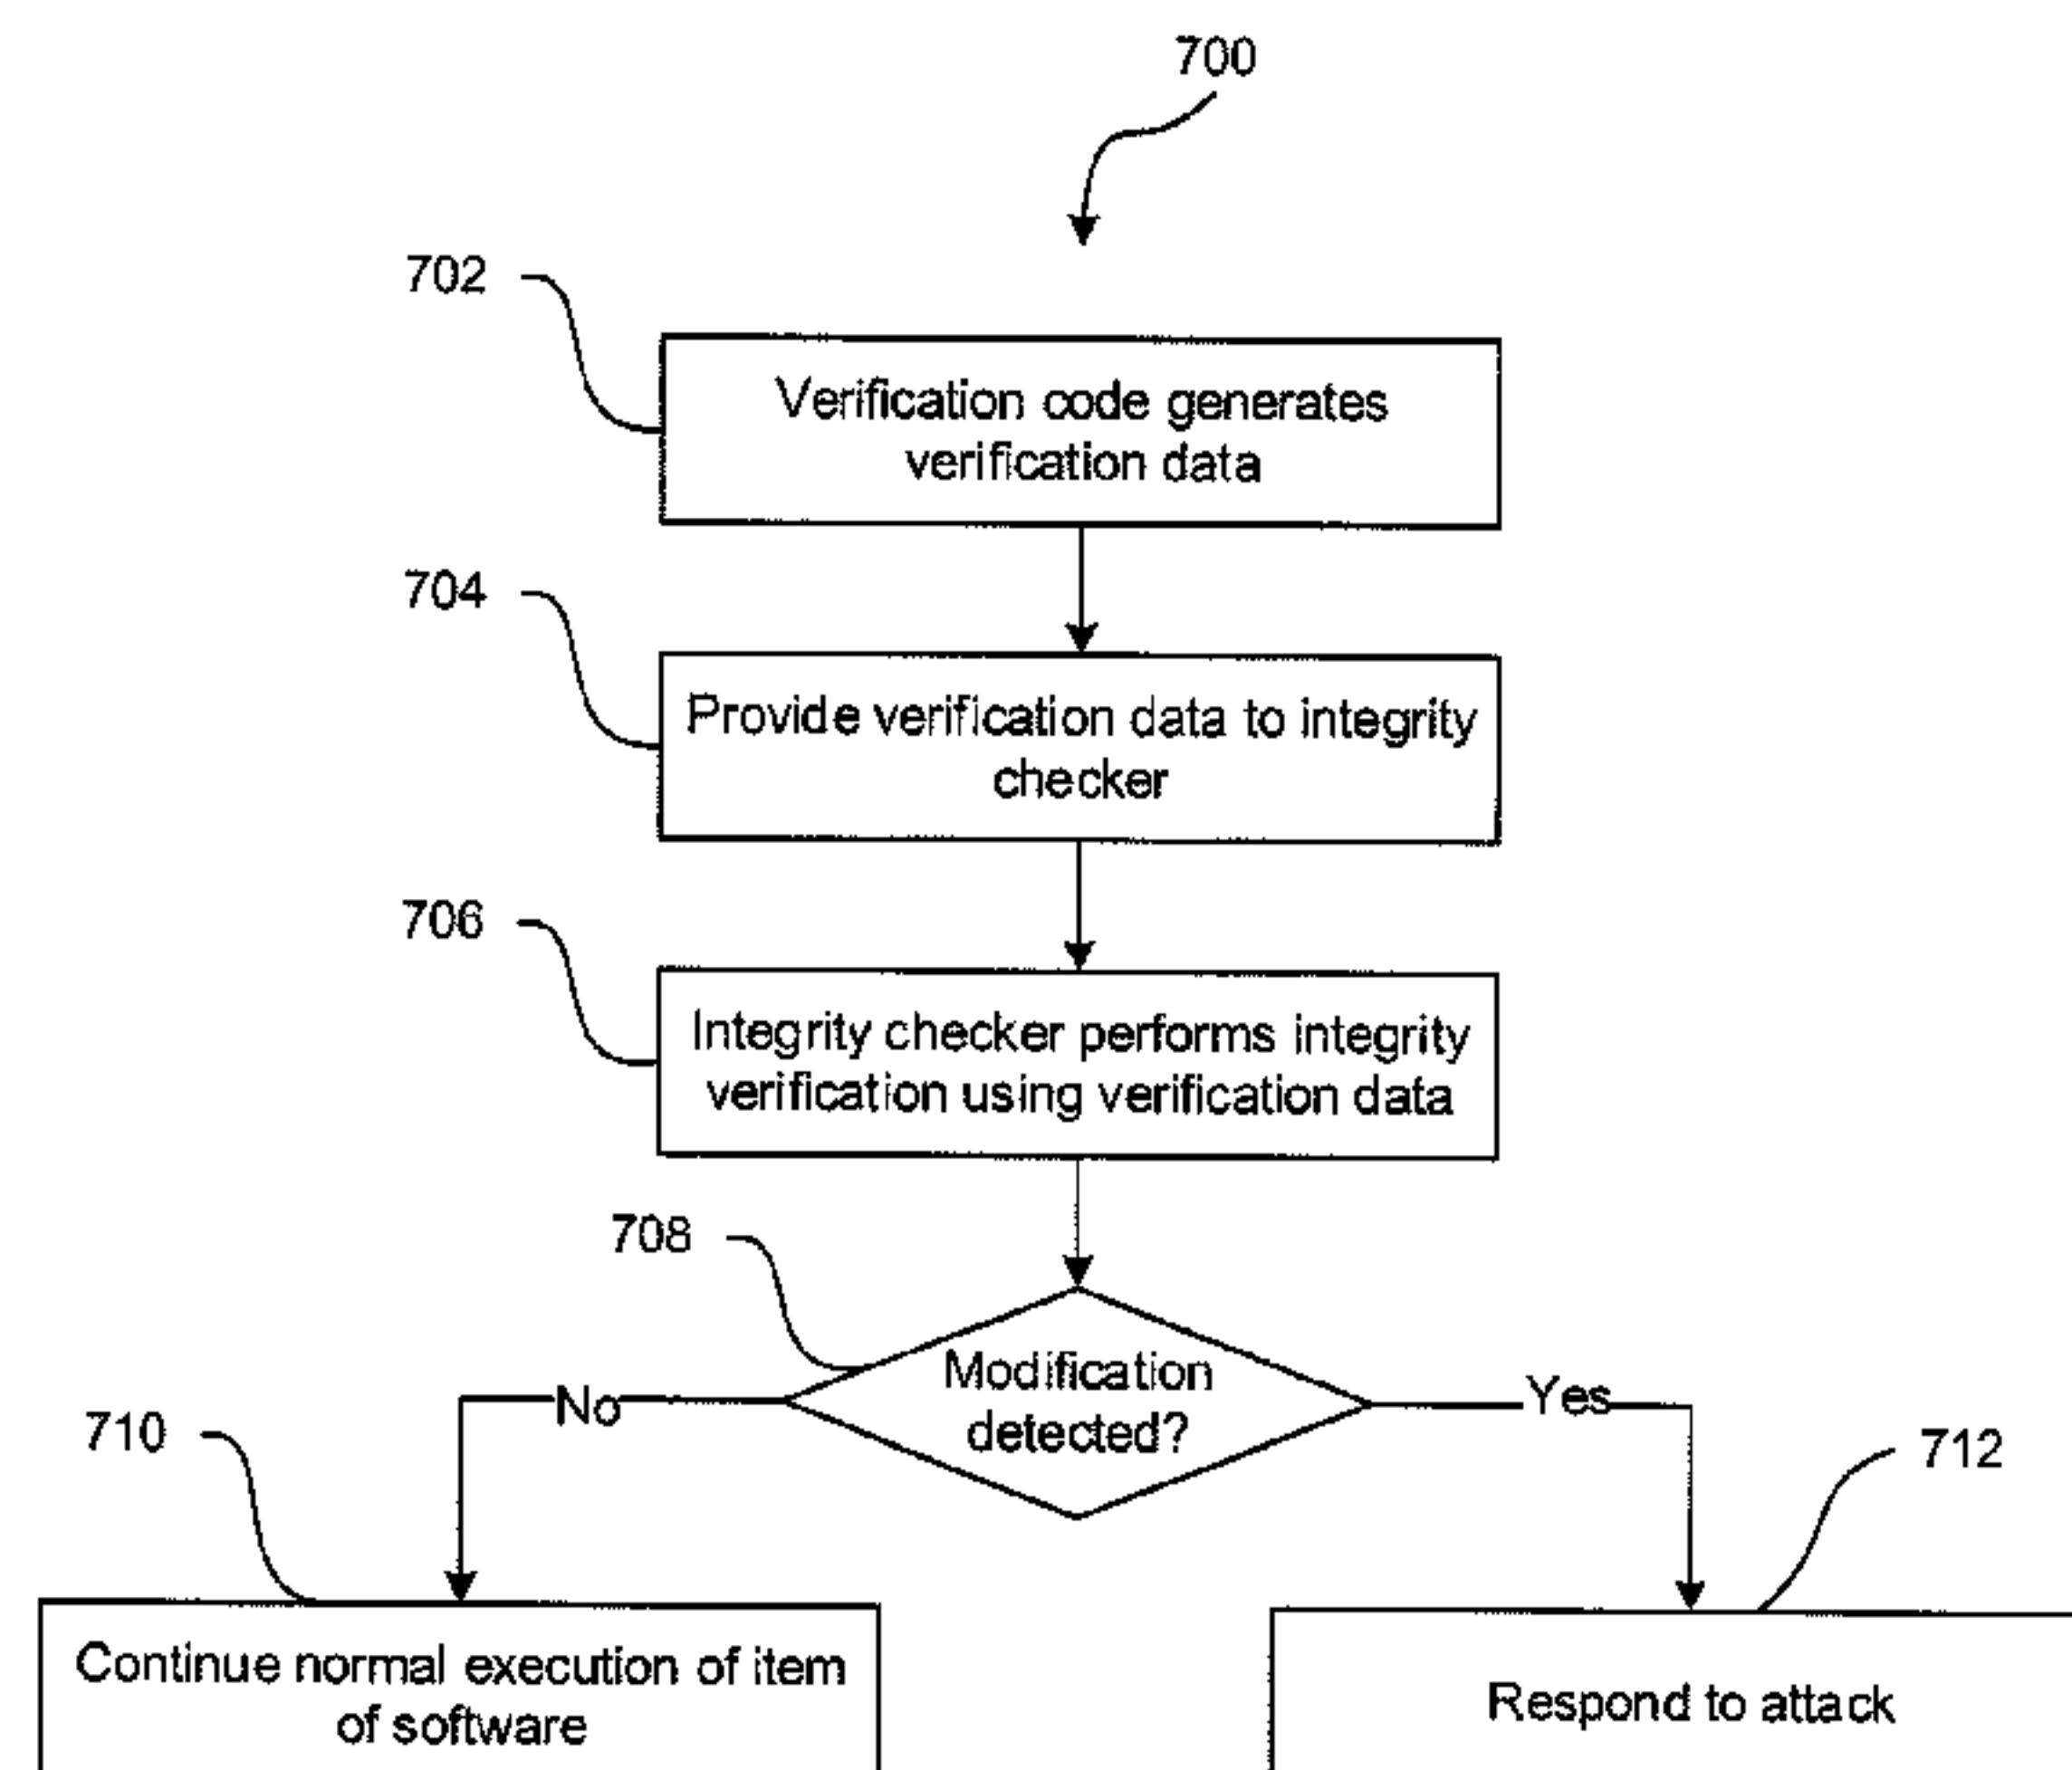 700
702
Verification code generates
verification data
704
Provide verification data to integrity
checker
706
Integrity checker performs integrity
verification using verification data
708
Modification
detected?
No
Yes
710
712
Continue normal execution of item
of software
Respond to attack